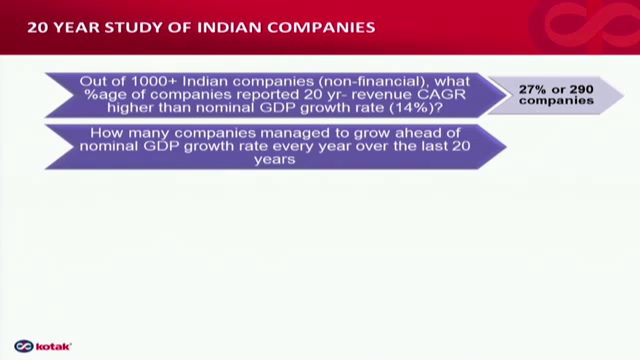 20 YEAR STUDY OF INDIAN COMPANIES
Out of 1000+ Indian companies (non-financial), what
%age of companies reported 20 yr- revenue CAGR
higher than nominal GDP growth rate (14%)?
27% or 290
companies
How many companies managed to grow ahead of
nominal GDP growth rate every year over the last 20
years
kotak